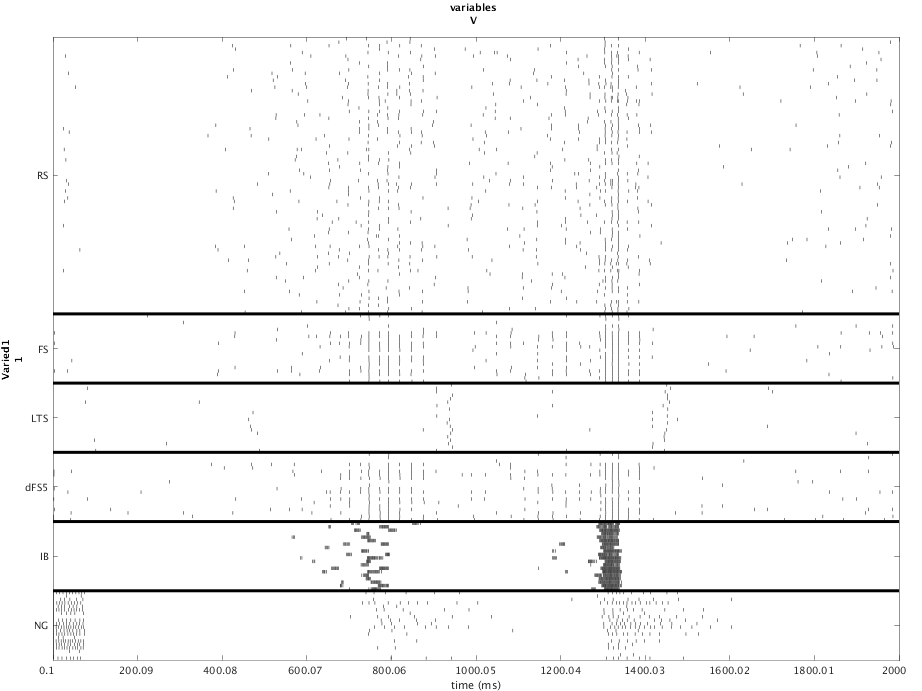 variables
V
RS
FS
LTS
dFS5
IB
NG
Varied1
1
0.1 200.09 400.08 600.07 800.06 1000.05 1200.04 1400.03 1600.02 1800.01 2000
time (ms)